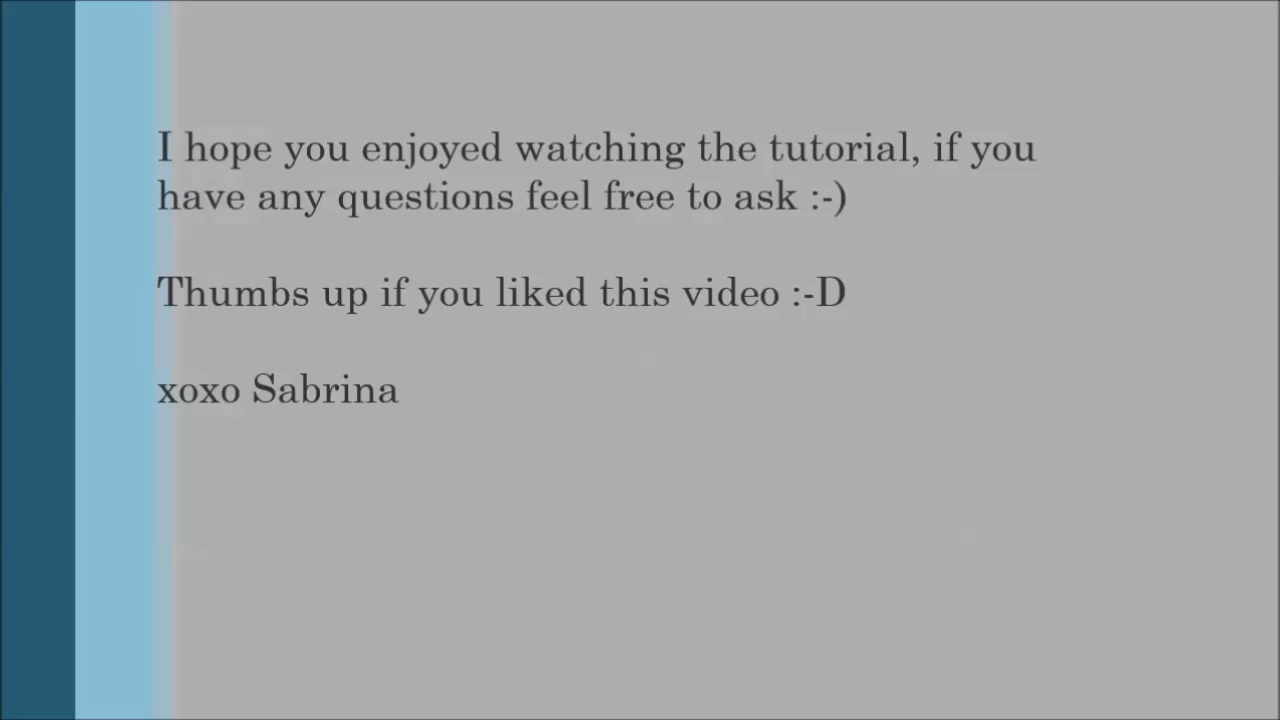 I hope you enjoyed watching the tutorial, if you
have any questions feel free to ask :-)
Thumbs up if you liked this video :-D
xoxo Sabrina